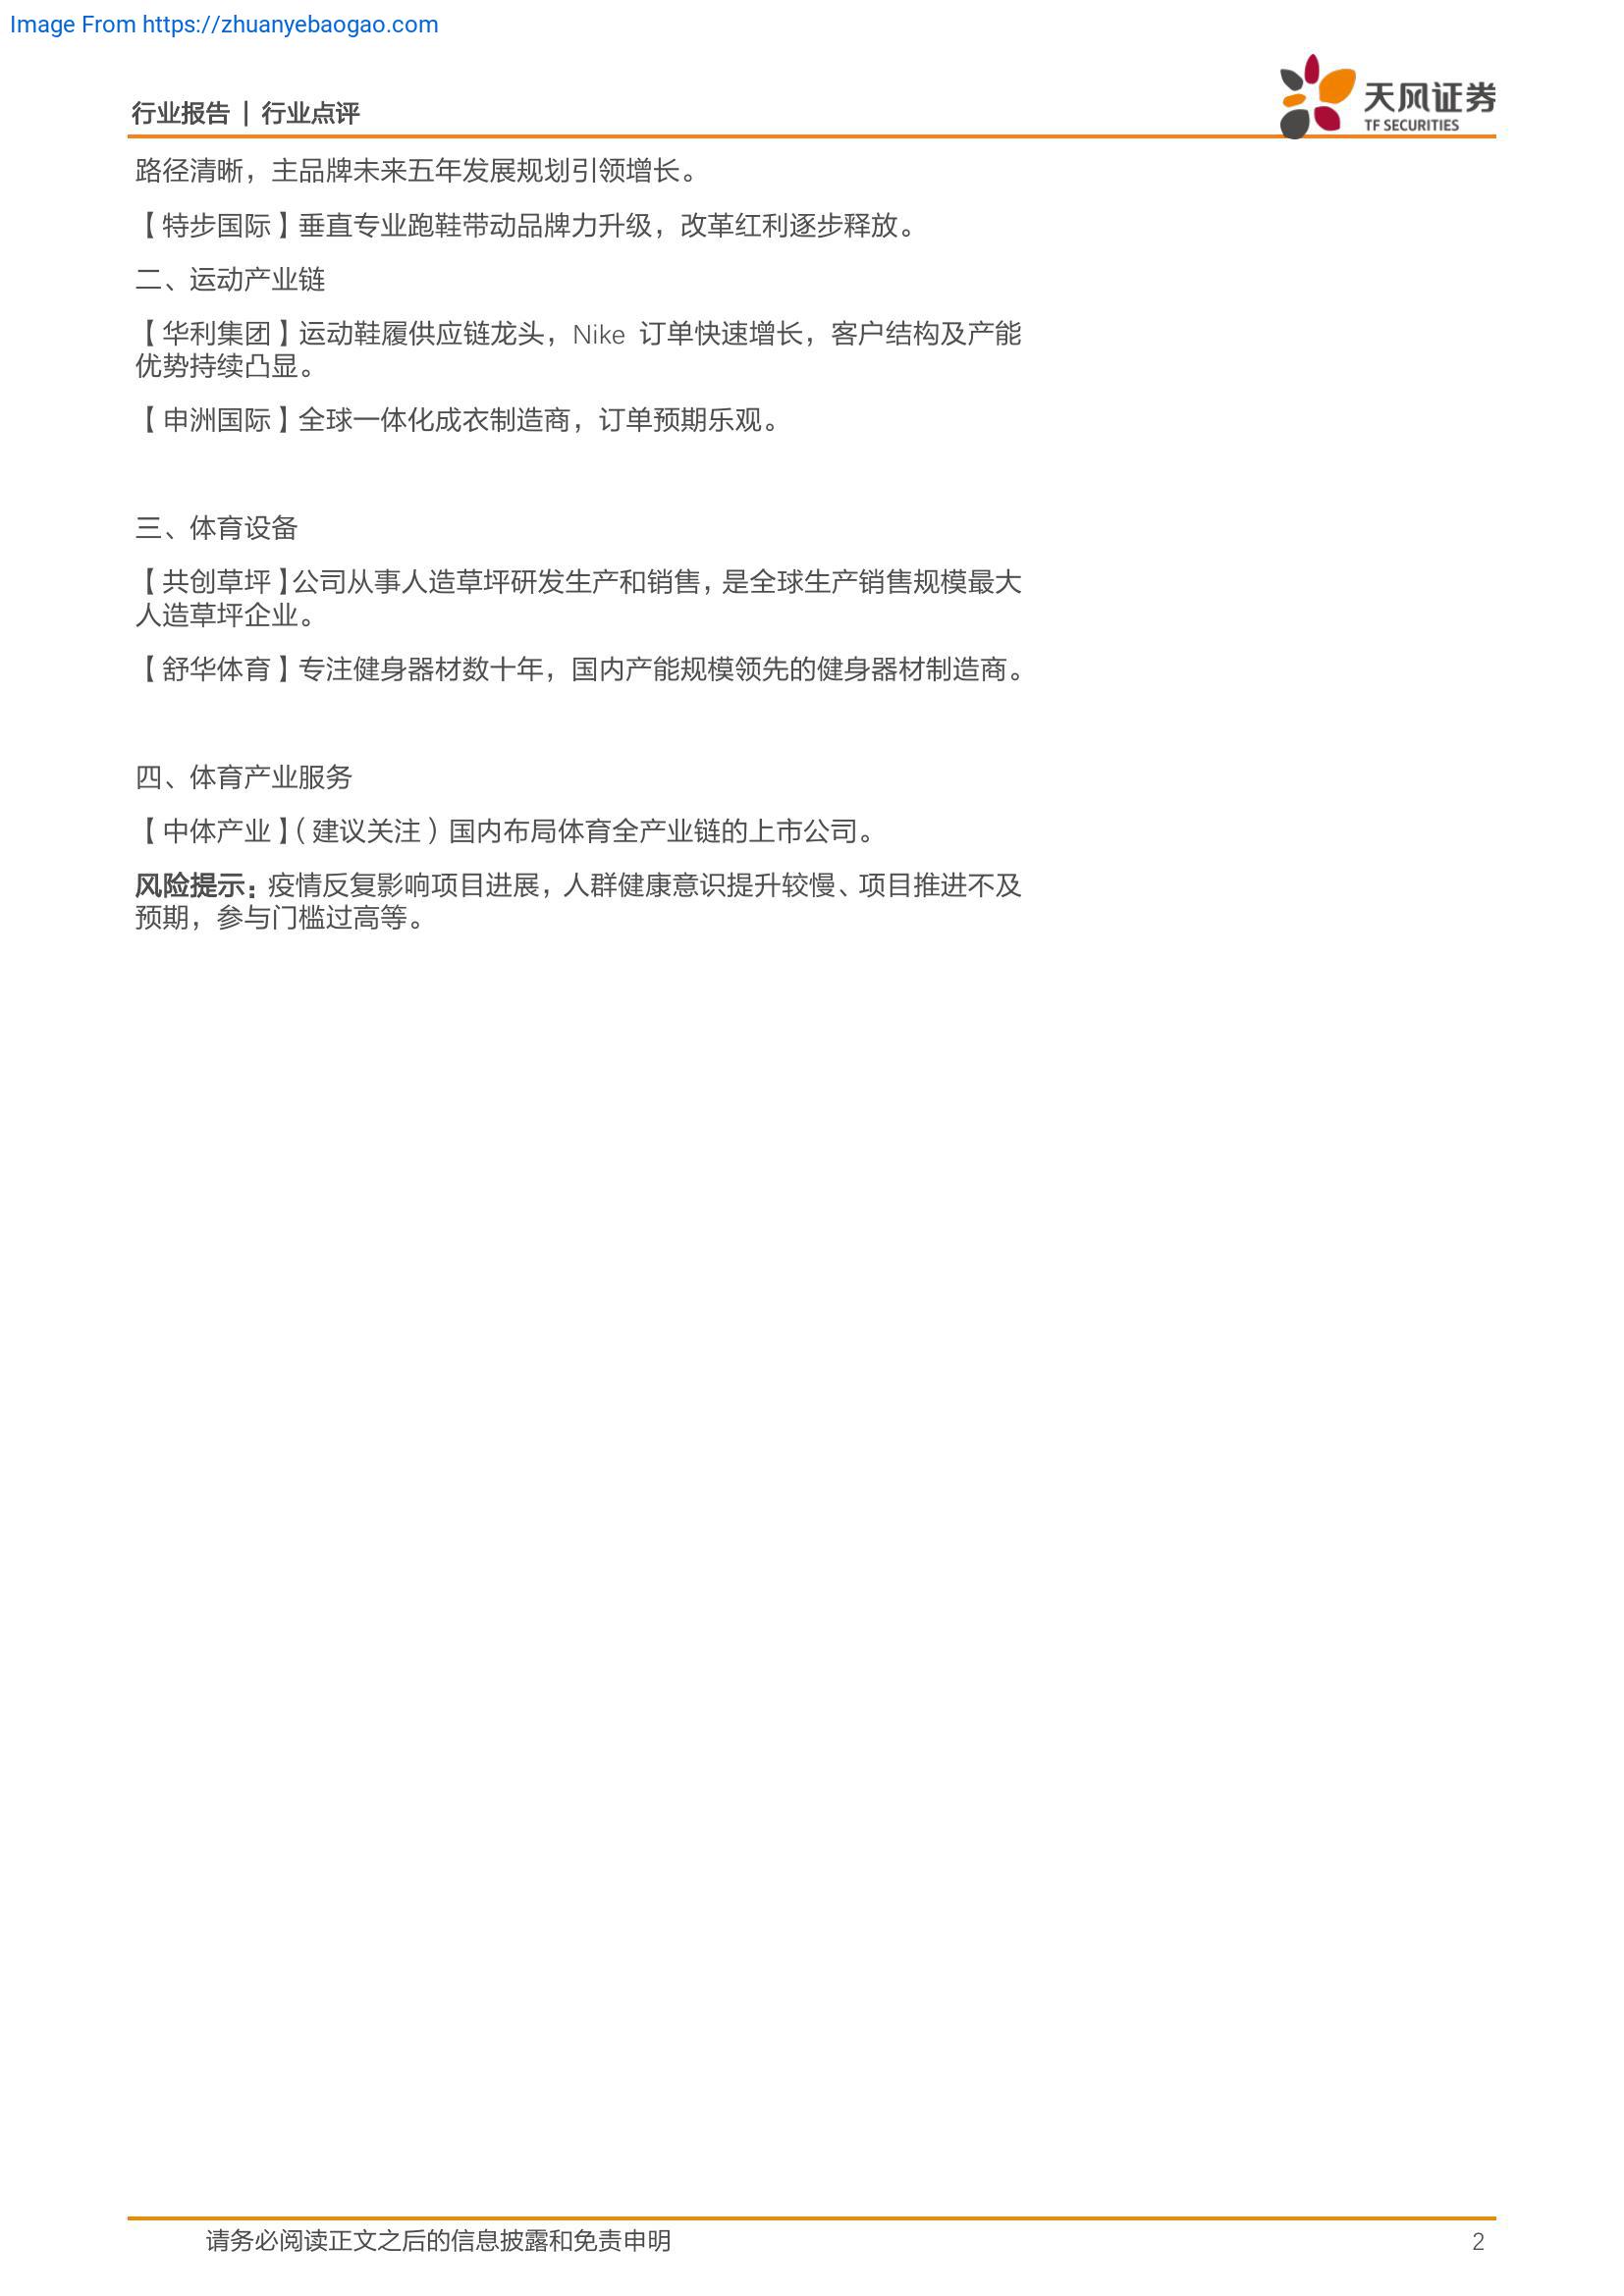 Image From https://zhuanyebaogao.com
行业报告 | 行业点评
天风证券
TF SECURITIES
路径清晰，主品牌未来五年发展规划引领增长。
【特步国际】垂直专业跑鞋带动品牌力升级，改革红利逐步释放。
二、运动产业链
【华利集团】运动鞋履供应链龙头，Nike 订单快速增长，客户结构及产能
优势持续凸显。
【申洲国际】全球一体化成衣制造商，订单预期乐观。
三、体育设备
【共创草坪】公司从事人造草坪研发生产和销售，是全球生产销售规模最大
人造草坪企业。
【舒华体育】专注健身器材数十年，国内产能规模领先的健身器材制造商。
四、体育产业服务
【中体产业】（建议关注）国内布局体育全产业链的上市公司。
风险提示：疫情反复影响项目进展，人群健康意识提升较慢、项目推进不及
预期，参与门槛过高等。
请务必阅读正文之后的信息披露和免责申明
2